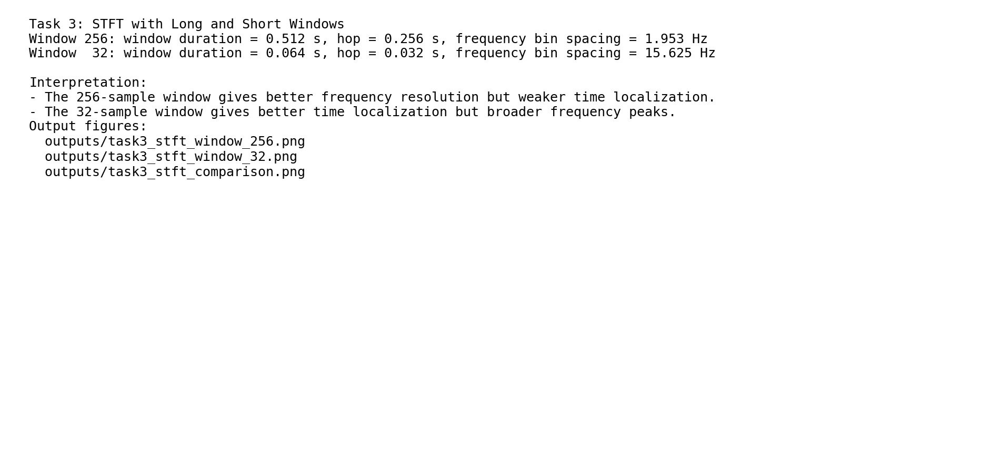 Task 3: STFT with Long and Short Windows
Window 256: window duration = 0.512 s, hop = 0.256 s, frequency bin spacing = 1.953 Hz
Window  32: window duration = 0.064 s, hop = 0.032 s, frequency bin spacing = 15.625 Hz

Interpretation:
- The 256-sample window gives better frequency resolution but weaker time localization.
- The 32-sample window gives better time localization but broader frequency peaks.
Output figures:
  outputs/task3_stft_window_256.png
  outputs/task3_stft_window_32.png
  outputs/task3_stft_comparison.png